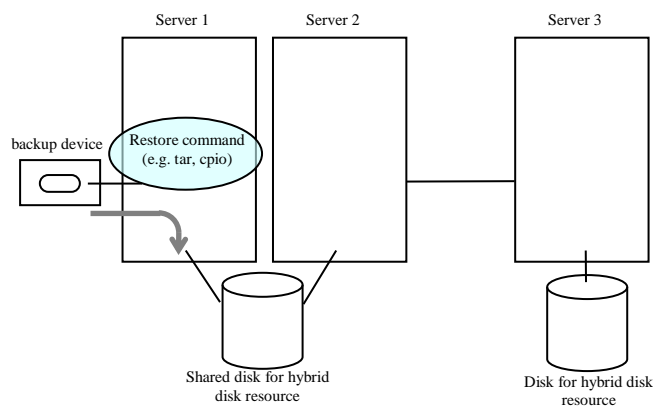 Server 1
Server 2
Server 3
backup device
Restore command
(e.g. tar, cpio)
Shared disk for hybrid
disk resource
Disk for hybrid disk
resource